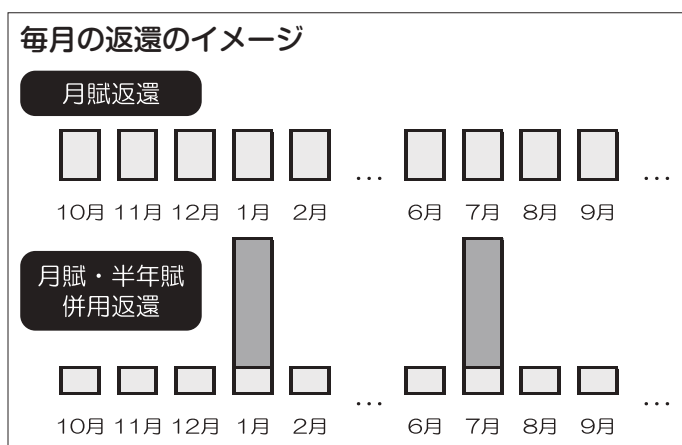 毎月の返還のイメージ
月賦返還
…
…
10月 11月 12月 1月 2月 6月 7月 8月 9月
月賦・半年賦
併用返還
…
…
10月 11月 12月 1月 2月 6月 7月 8月 9月